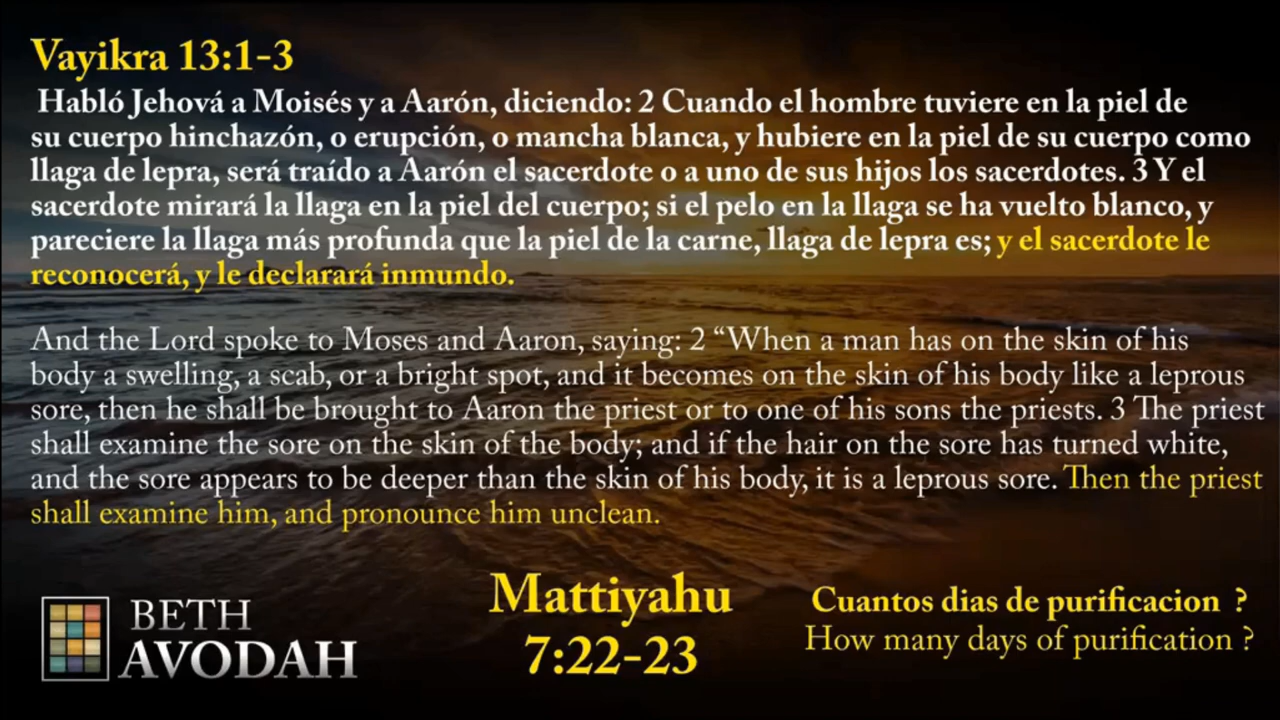 Vayikra 13:1-3
Habló Jehová a Moisés y a Aarón, diciendo: 2 Cuando el hombre tuviere en la piel de
su cuerpo hinchazón, o erupción, o mancha blanca, y hubiere en la piel de su cuerpo como
llaga de lepra, será traído a Aarón el sacerdote o a uno de sus hijos los sacerdotes. 3 Y el
sacerdote mirará la llaga en la piel del cuerpo; si el pelo en la llaga se ha vuelto blanco, y
pareciere la llaga más profunda que la piel de la carne, llaga de lepra es; y el sacerdote le
reconocerá, y le declarará inmundo.
And the Lord spoke to Moses and Aaron, saying: 2 “When a man has on the skin of his
body a swelling, a scab, or a bright spot, and it becomes on the skin of his body like a leprous
sore, then he shall be brought to Aaron the priest or to one of his sons the priests. 3 The priest
shall examine the sore on the skin of the body; and if the hair on the sore has turned white,
and the sore appears to be deeper than the skin of his body, it is a leprous sore. Then the priest
shall examine him, and pronounce him unclean.
BETH
AVODAH
Mattiyahu
7:22-23
Cuantos dias de purificacion ?
How many days of purification ?